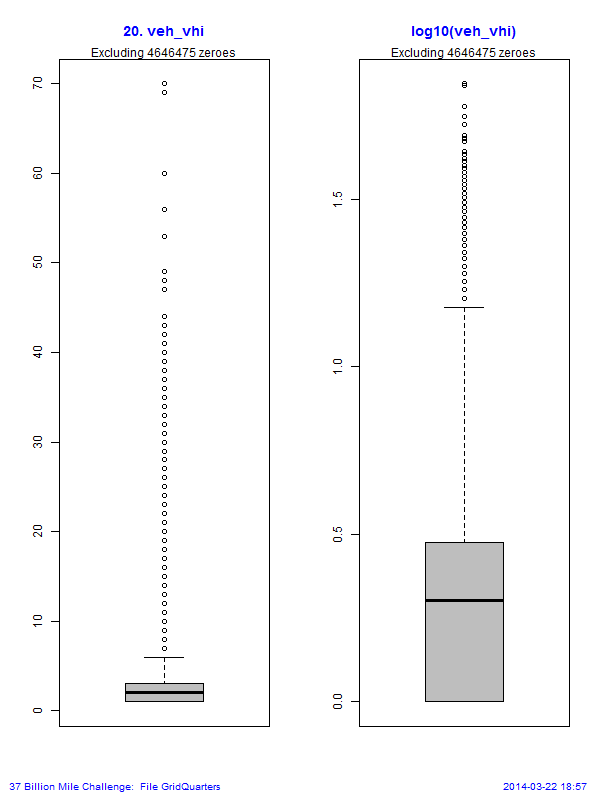 20. veh_vhi
Excluding 4646475 zeroes
70
60
50
40
30
20
10
0
log10(veh_vhi)
Excluding 4646475 zeroes
1.5
1.0
0.5
0.0
37 Billion Mile Challenge: File GridQuarters
2014-03-22 18:57